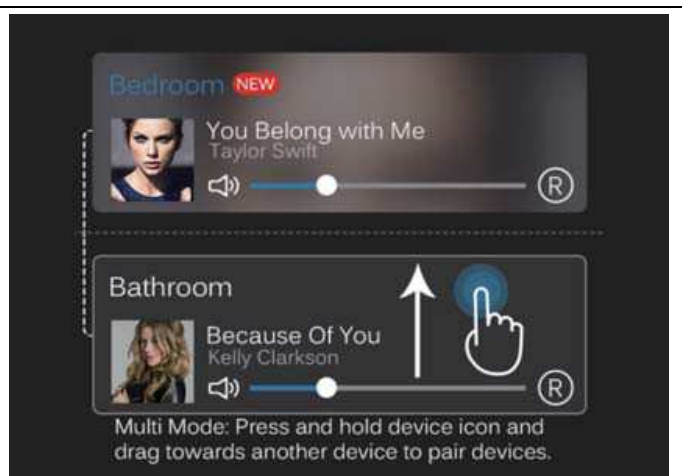 Bedroom NEW
You Belong with Me
Taylor Swift
R
Bathroom
Because Of You
Kelly Clarkson
R
Multi Mode: Press and hold device icon and
drag towards another device to pair devices.